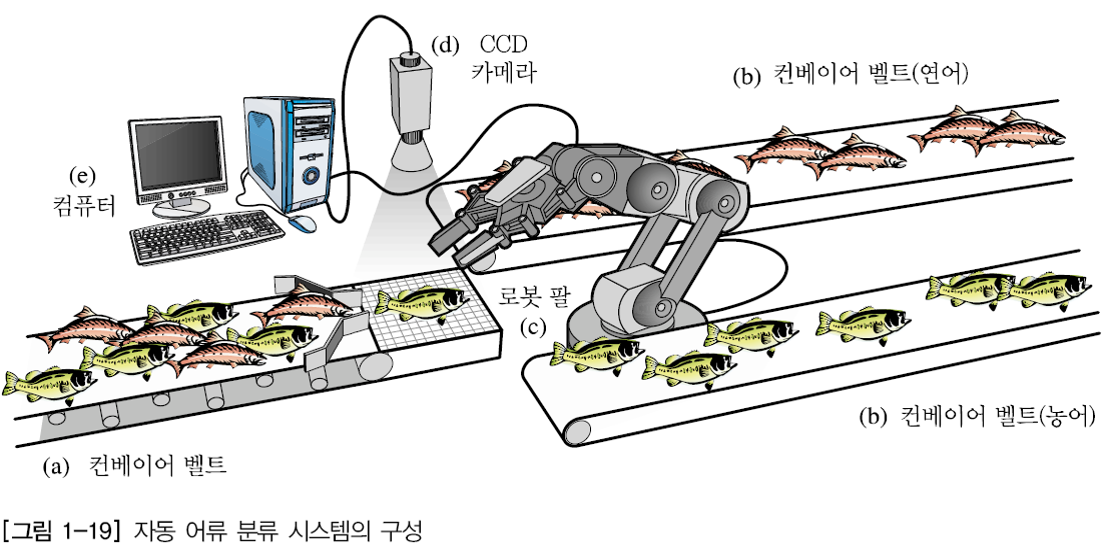 (d) CCD
카메라
(b) 컨베이어 벨트(연어)
(e)
컴퓨터
로봇 팔
(c)
(b) 컨베이어 벨트(농어)
(a) 컨베이어 벨트
[그림 1-19] 자동 어류 분류 시스템의 구성